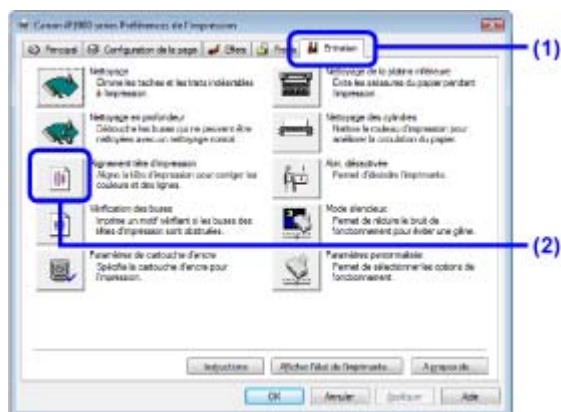 Canon iP1900 series Préférences de l'impression
Principal Configuration de la page Effets Profils Entretien
(1)
Nettoyage
Elimine les taches et les traits indésirables
à l'impression.
Nettoyage de la platine inférieure
Evite les salissures du papier pendant
l'impression.
Nettoyage en profondeur
Débouche les buses qui ne peuvent être
nettoyées avec un nettoyage normal.
Nettoyage des cylindres
Nettoie le rouleau d'impression pour
améliorer la circulation du papier.
Alignement tête d'impression
Aligne la tête d'impression pour corriger les
couleurs et des lignes.
Alim. désactivée
Permet d'éteindre l'imprimante.
Vérification des buses
Imprime un motif vérifiant si les buses des
têtes d'impression sont obstruées.
Mode silencieux
Permet de réduire le bruit de
fonctionnement pour éviter une gêne.
(2)
Paramètres de cartouche d'encre
Spécifie la cartouche d'encre pour
l'impression.
Paramètres personnalisés
Permet de sélectionner les options de
fonctionnement.
Instructions Afficher l'état de l'imprimante... A propos de...
OK Annuler Appliquer Aide